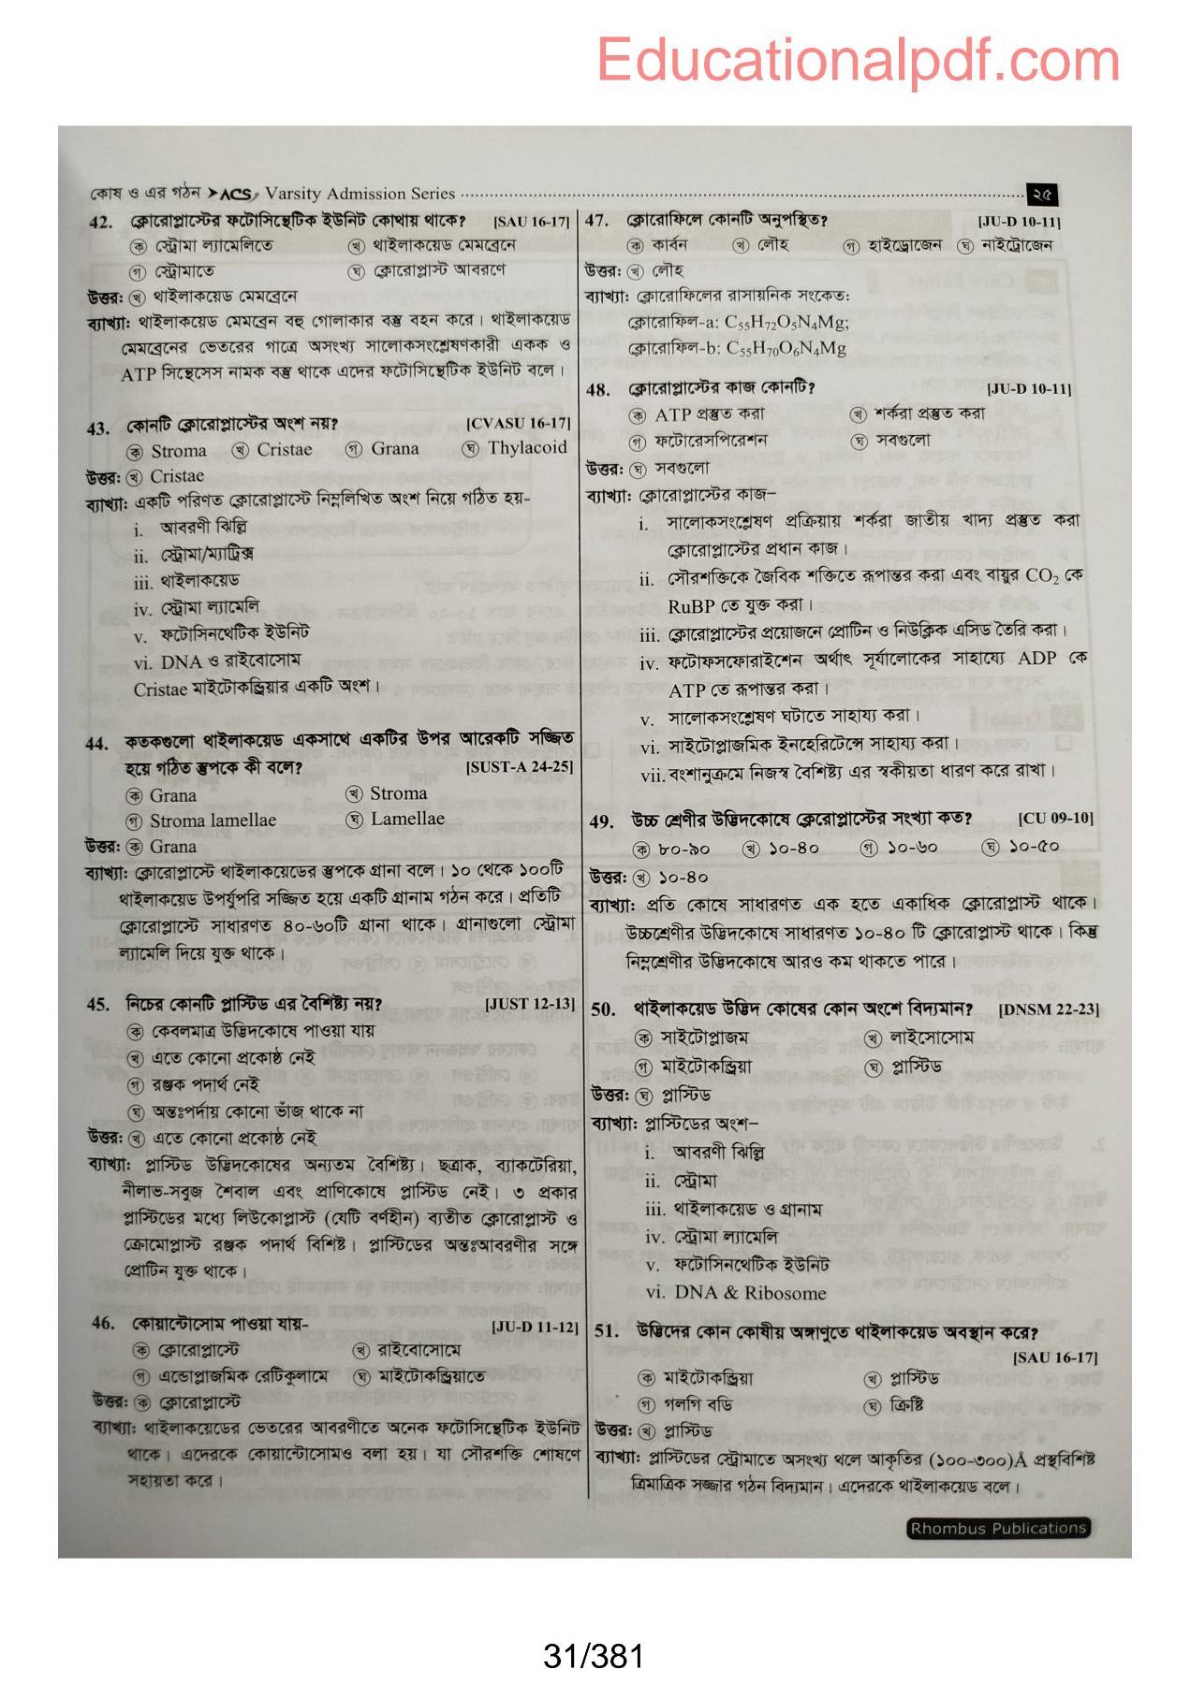 Educationalpdf.com
কোষ ও এর গঠন ➤ ACS, Varsity Admission Series ........ ২৫
42. ক্লোরোপ্লাস্টের ফটোসিন্থেটিক ইউনিট কোথায় থাকে? [SAU 16-17]
ক স্ট্রোমা ল্যামেলিতে খ থাইলাকয়েড মেমব্রেনে
গ স্ট্রোমাতে ঘ ক্লোরোপ্লাস্ট আবরণে
উত্তর: খ থাইলাকয়েড মেমব্রেনে
ব্যাখ্যা: থাইলাকয়েড মেমব্রেন বহু গোলাকার বস্তু বহন করে। থাইলাকয়েড
মেমব্রেনের ভেতরের গাত্রে অসংখ্য সালোকসংশ্লেষণকারী একক ও
ATP সিন্থেসেস নামক বস্তু থাকে এদের ফটোসিন্থেটিক ইউনিট বলে।
43. কোনটি ক্লোরোপ্লাস্টের অংশ নয়? [CVASU 16-17]
ক Stroma খ Cristae গ Grana ঘ Thylacoid
উত্তর: খ Cristae
ব্যাখ্যা: একটি পরিণত ক্লোরোপ্লাস্টে নিম্নলিখিত অংশ নিয়ে গঠিত হয়-
i. আবরণী ঝিল্লি
ii. স্ট্রোমা/ম্যাট্রিক্স
iii. থাইলাকয়েড
iv. স্ট্রোমা ল্যামেলি
v. ফটোসিনথেটিক ইউনিট
vi. DNA ও রাইবোসোম
Cristae মাইটোকন্ড্রিয়ার একটি অংশ।
44. কতকগুলো থাইলাকয়েড একসাথে একটির উপর আরেকটি সজ্জিত
হয়ে গঠিত স্তুপকে কী বলে? [SUST-A 24-25]
ক Grana খ Stroma
গ Stroma lamellae ঘ Lamellae
উত্তর: ক Grana
ব্যাখ্যা: ক্লোরোপ্লাস্টে থাইলাকয়েডের স্তুপকে গ্রানা বলে। ১০ থেকে ১০০টি
থাইলাকয়েড উপর্যুপরি সজ্জিত হয়ে একটি গ্রানাম গঠন করে। প্রতিটি
ক্লোরোপ্লাস্টে সাধারণত ৪০-৬০টি গ্রানা থাকে। গ্রানাগুলো স্ট্রোমা
ল্যামেলি দিয়ে যুক্ত থাকে।
45. নিচের কোনটি প্লাস্টিড এর বৈশিষ্ট্য নয়? [JUST 12-13]
ক কেবলমাত্র উদ্ভিদকোষে পাওয়া যায়
খ এতে কোনো প্রকোষ্ঠ নেই
গ রঞ্জক পদার্থ নেই
ঘ অন্তঃপর্দায় কোনো ভাঁজ থাকে না
উত্তর: খ এতে কোনো প্রকোষ্ঠ নেই
ব্যাখ্যা: প্লাস্টিড উদ্ভিদকোষের অন্যতম বৈশিষ্ট্য। ছত্রাক, ব্যাকটেরিয়া,
নীলাভ-সবুজ শৈবাল এবং প্রাণিকোষে প্লাস্টিড নেই। ৩ প্রকার
প্লাস্টিডের মধ্যে লিউকোপ্লাস্ট (যেটি বর্ণহীন) ব্যতীত ক্লোরোপ্লাস্ট ও
ক্রোমোপ্লাস্ট রঞ্জক পদার্থ বিশিষ্ট। প্লাস্টিডের অন্তঃআবরণীর সঙ্গে
প্রোটিন যুক্ত থাকে।
46. কোয়ান্টোসোম পাওয়া যায়- [JU-D 11-12]
ক ক্লোরোপ্লাস্টে খ রাইবোসোমে
গ এন্ডোপ্লাজমিক রেটিকুলামে ঘ মাইটোকন্ড্রিয়াতে
উত্তর: ক ক্লোরোপ্লাস্টে
ব্যাখ্যা: থাইলাকয়েডের ভেতরের আবরণীতে অনেক ফটোসিন্থেটিক ইউনিট
থাকে। এদেরকে কোয়ান্টোসোমও বলা হয়। যা সৌরশক্তি শোষণে
সহায়তা করে।
47. ক্লোরোফিলে কোনটি অনুপস্থিত? [JU-D 10-11]
ক কার্বন খ লৌহ গ হাইড্রোজেন ঘ নাইট্রোজেন
উত্তর: খ লৌহ
ব্যাখ্যা: ক্লোরোফিলের রাসায়নিক সংকেত:
ক্লোরোফিল-a: C₅₅H₇₂O₅N₄Mg;
ক্লোরোফিল-b: C₅₅H₇₀O₆N₄Mg
48. ক্লোরোপ্লাস্টের কাজ কোনটি? [JU-D 10-11]
ক ATP প্রস্তুত করা খ শর্করা প্রস্তুত করা
গ ফটোরেসপিরেশন ঘ সবগুলো
উত্তর: ঘ সবগুলো
ব্যাখ্যা: ক্লোরোপ্লাস্টের কাজ–
i. সালোকসংশ্লেষণ প্রক্রিয়ায় শর্করা জাতীয় খাদ্য প্রস্তুত করা
ক্লোরোপ্লাস্টের প্রধান কাজ।
ii. সৌরশক্তিকে জৈবিক শক্তিতে রূপান্তর করা এবং বায়ুর CO₂ কে
RuBP তে যুক্ত করা।
iii. ক্লোরোপ্লাস্টের প্রয়োজনে প্রোটিন ও নিউক্লিক এসিড তৈরি করা।
iv. ফটোফসফোরাইশেন অর্থাৎ সূর্যালোকের সাহায্যে ADP কে
ATP তে রূপান্তর করা।
v. সালোকসংশ্লেষণ ঘটাতে সাহায্য করা।
vi. সাইটোপ্লাজমিক ইনহেরিটেন্সে সাহায্য করা।
vii. বংশানুক্রমে নিজস্ব বৈশিষ্ট্য এর স্বকীয়তা ধারণ করে রাখা।
49. উচ্চ শ্রেণীর উদ্ভিদকোষে ক্লোরোপ্লাস্টের সংখ্যা কত? [CU 09-10]
ক ৮০-৯০ খ ১০-৪০ গ ১০-৬০ ঘ ১০-৫০
উত্তর: খ ১০-৪০
ব্যাখ্যা: প্রতি কোষে সাধারণত এক হতে একাধিক ক্লোরোপ্লাস্ট থাকে।
উচ্চশ্রেণীর উদ্ভিদকোষে সাধারণত ১০-৪০ টি ক্লোরোপ্লাস্ট থাকে। কিন্তু
নিম্নশ্রেণীর উদ্ভিদকোষে আরও কম থাকতে পারে।
50. থাইলাকয়েড উদ্ভিদ কোষের কোন অংশে বিদ্যমান? [DNSM 22-23]
ক সাইটোপ্লাজম খ লাইসোসোম
গ মাইটোকন্ড্রিয়া ঘ প্লাস্টিড
উত্তর: ঘ প্লাস্টিড
ব্যাখ্যা: প্লাস্টিডের অংশ–
i. আবরণী ঝিল্লি
ii. স্ট্রোমা
iii. থাইলাকয়েড ও গ্রানাম
iv. স্ট্রোমা ল্যামেলি
v. ফটোসিনথেটিক ইউনিট
vi. DNA & Ribosome
51. উদ্ভিদের কোন কোষীয় অঙ্গাণুতে থাইলাকয়েড অবস্থান করে?
[SAU 16-17]
ক মাইটোকন্ড্রিয়া খ প্লাস্টিড
গ গলগি বডি ঘ ক্রিষ্টি
উত্তর: খ প্লাস্টিড
ব্যাখ্যা: প্লাস্টিডের স্ট্রোমাতে অসংখ্য থলে আকৃতির (১০০-৩০০)Å প্রস্থবিশিষ্ট
ত্রিমাত্রিক সজ্জার গঠন বিদ্যমান। এদেরকে থাইলাকয়েড বলে।
Rhombus Publications
31/381